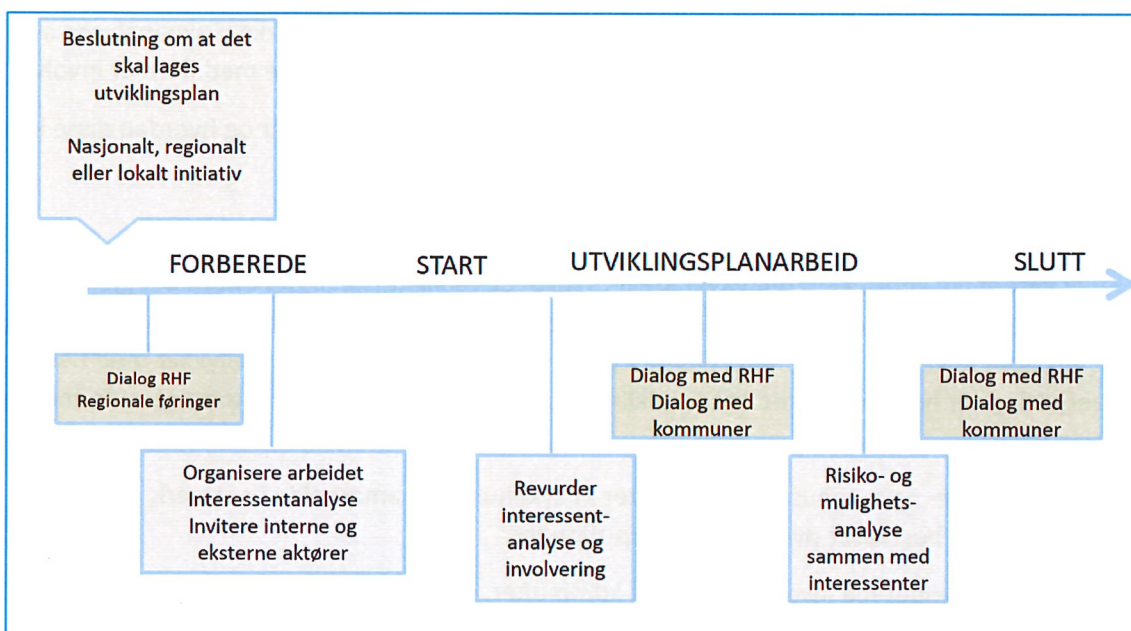 Beslutning om at det
skal lages
utviklingsplan
Nasjonalt, regionalt
eller lokalt initiativ
FORBEREDE
START
UTVIKLINGSPLANARBEID
SLUTT
Dialog RHF
Regionale føringer
Organisere arbeidet
Interessentanalyse
Invitere interne og
eksterne aktører
Revurder
interessent-
analyse og
involvering
Dialog med RHF
Dialog med
kommuner
Risiko- og
mulighets-
analyse
sammen med
interessenter
Dialog med RHF
Dialog med
kommuner